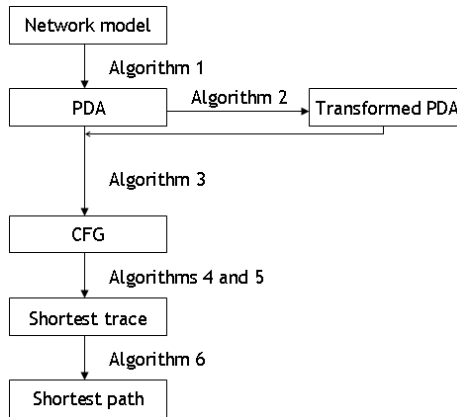 Network model
Algorithm 1
PDA
Algorithm 2
Transformed PDA
Algorithm 3
CFG
Algorithms 4 and 5
Shortest trace
Algorithm 6
Shortest path